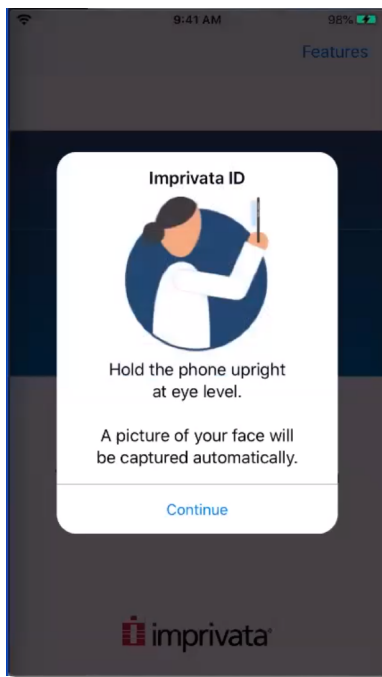 9:41 AM
98%
Features
Imprivata ID
Hold the phone upright
at eye level.
A picture of your face will
be captured automatically.
Continue
imprivata®